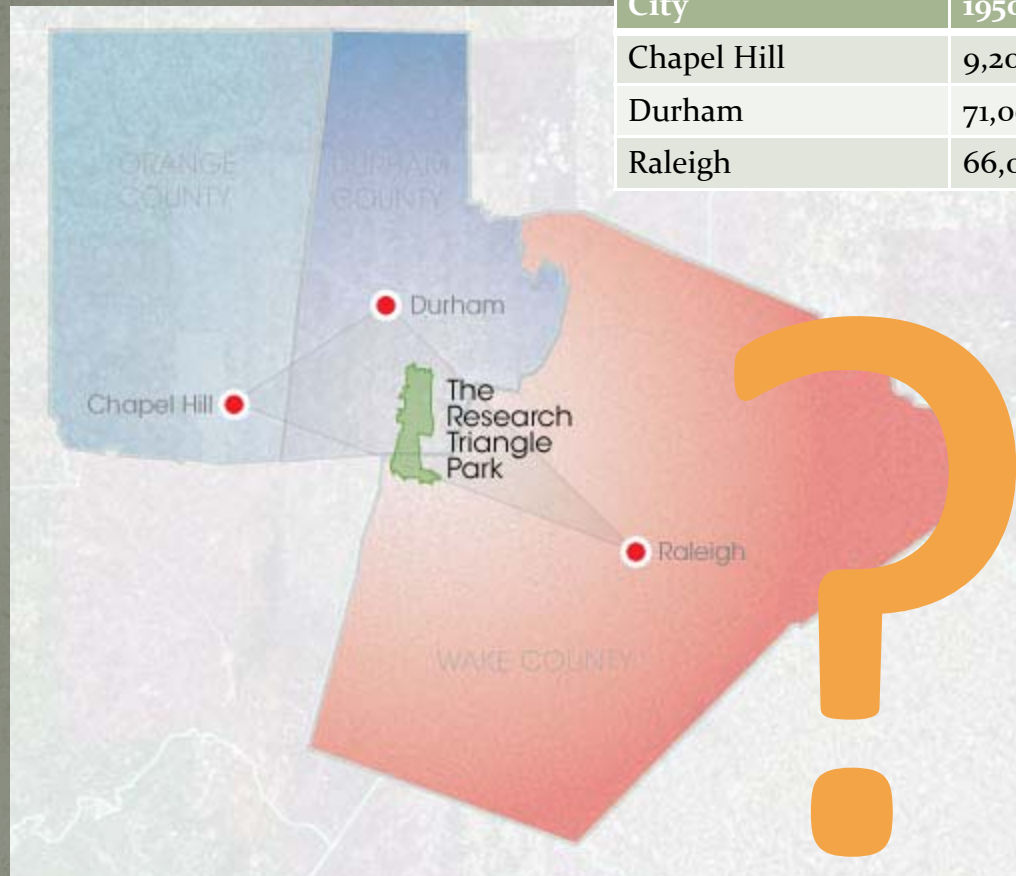 City
Chapel Hill
Durham
Raleigh
ORANGE
COUNTY
DURHAM
COUNTY
Durham
Chapel Hill
The
Research
Triangle
Park
Raleigh
WAKE COUNTY
?